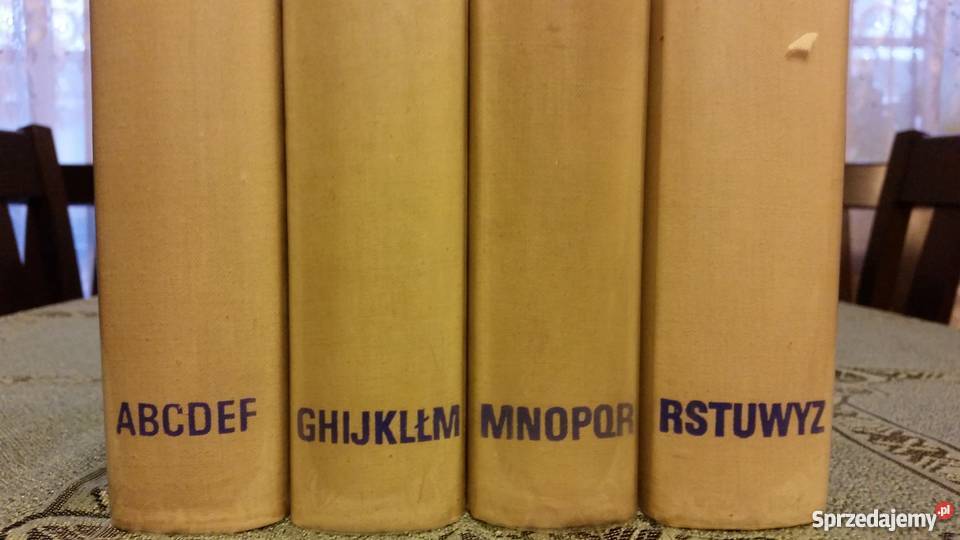 ABCDEF
GHIJKLŁM
MNOPQR
RSTUWYZ
Sprzedajemy.pl